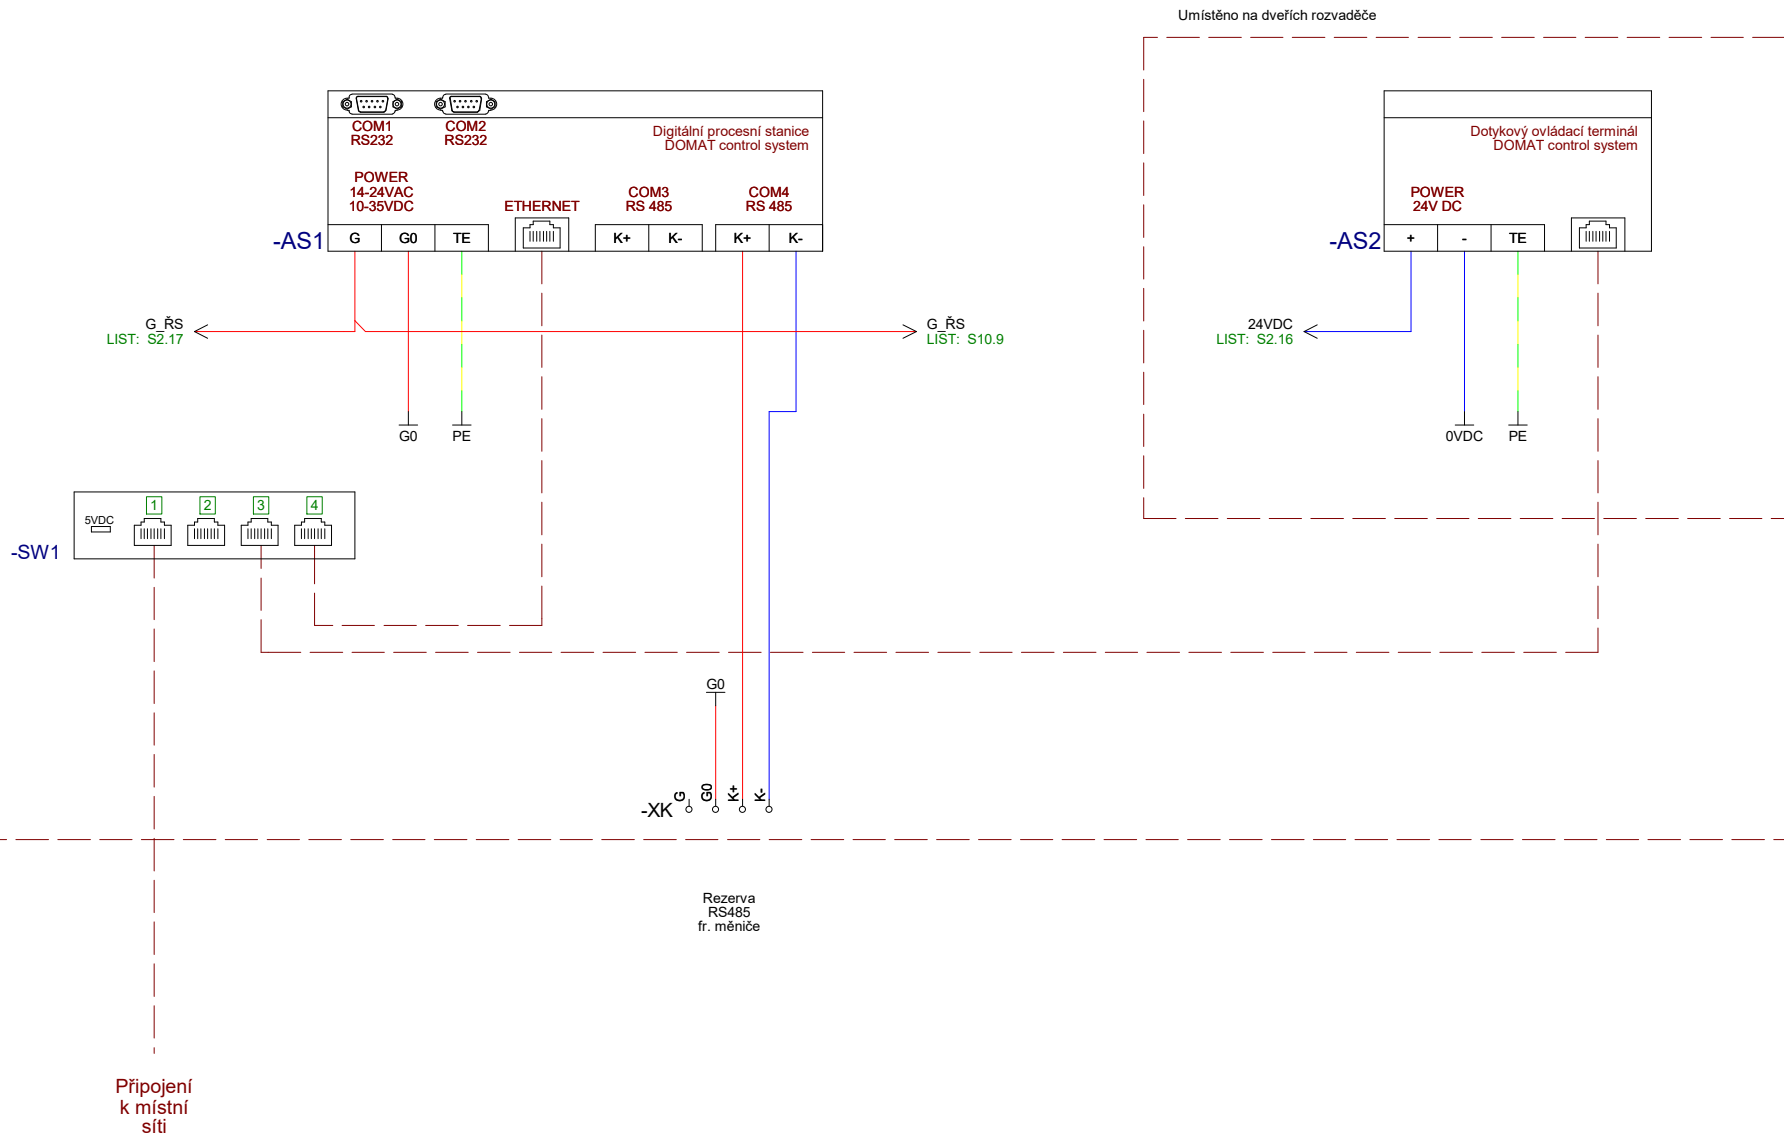 Umístěno na dveřích rozvaděče
COM1
RS232
COM2
RS232
Digitální procesní stanice
DOMAT control system
POWER
14-24VAC
10-35VDC
ETHERNET
COM3
RS 485
COM4
RS 485
-AS1
G
G0
TE
K+
K-
K+
K-
Dotykový ovládací terminál
DOMAT control system
POWER
24V DC
-AS2
+
-
TE
G_ŘS
LIST: S2.17
G_ŘS
LIST: S10.9
24VDC
LIST: S2.16
G0
PE
0VDC
PE
-SW1
5VDC
1
2
3
4
G0
-XK
G
G0
K+
K-
Rezerva
RS485
fr. měniče
Připojení
k místní
síti